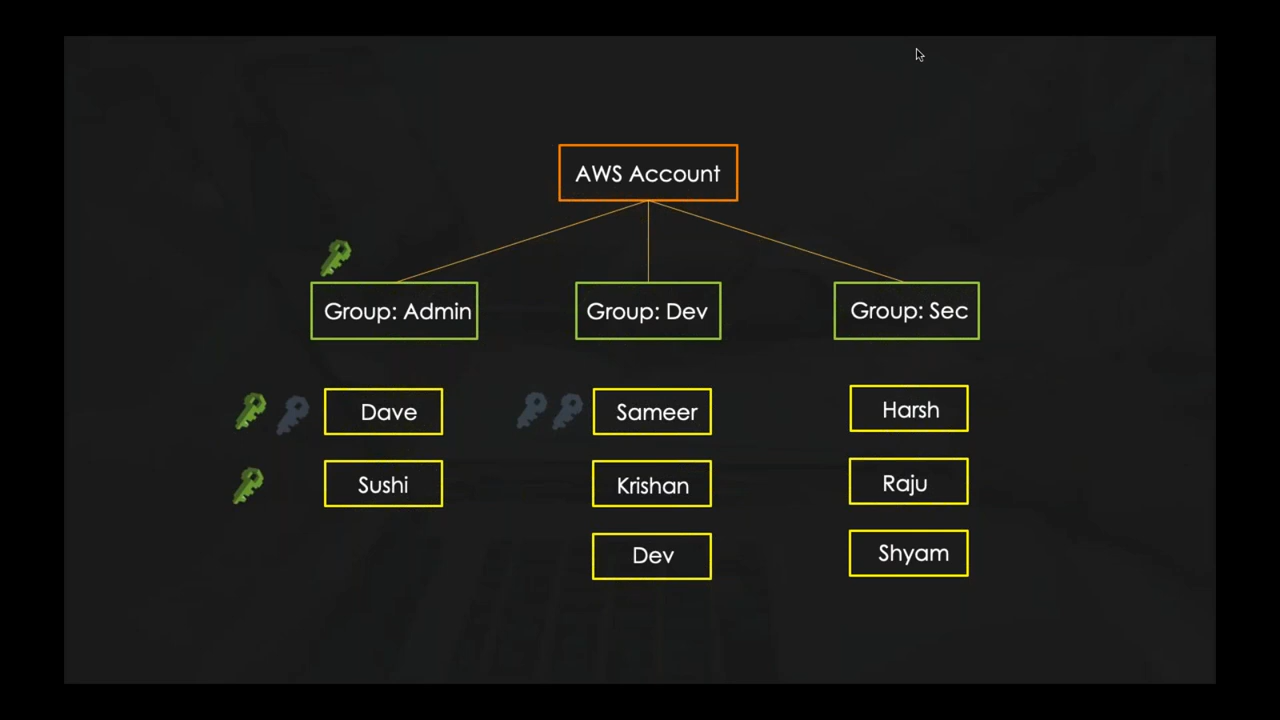 AWS Account
Group: Admin
Group: Dev
Group: Sec
Dave
Sameer
Harsh
Sushi
Krishan
Raju
Dev
Shyam